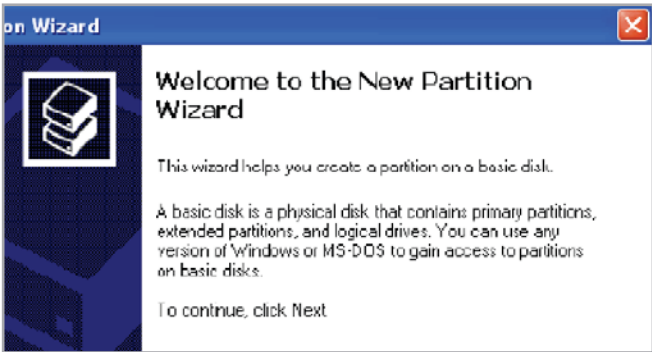 on Wizard
Welcome to the New Partition
Wizard
This wizard helps you create a partition on a basic disk.
A basic disk is a physical disk that contains primary partitions,
extended partitions, and logical drives. You can use any
version of Windows or MS-DOS to gain access to partitions
on basic disks.
To continue, click Next